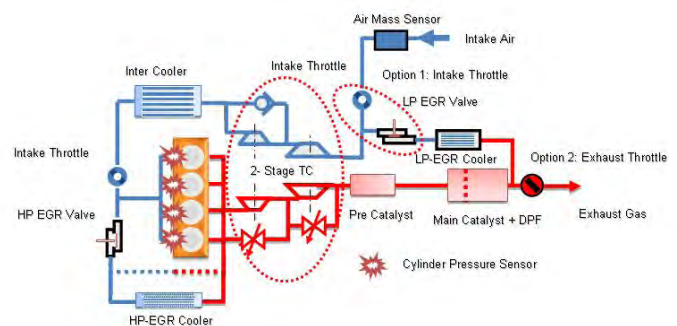 Air Mass Sensor
Intake Air
Intake Throttle
Inter Cooler
Option 1: Intake Throttle
LP EGR Valve
Intake Throttle
2- Stage TC
LP-EGR Cooler
Option 2: Exhaust Throttle
HP EGR Valve
Pre Catalyst
Main Catalyst + DPF
Exhaust Gas
Cylinder Pressure Sensor
HP-EGR Cooler